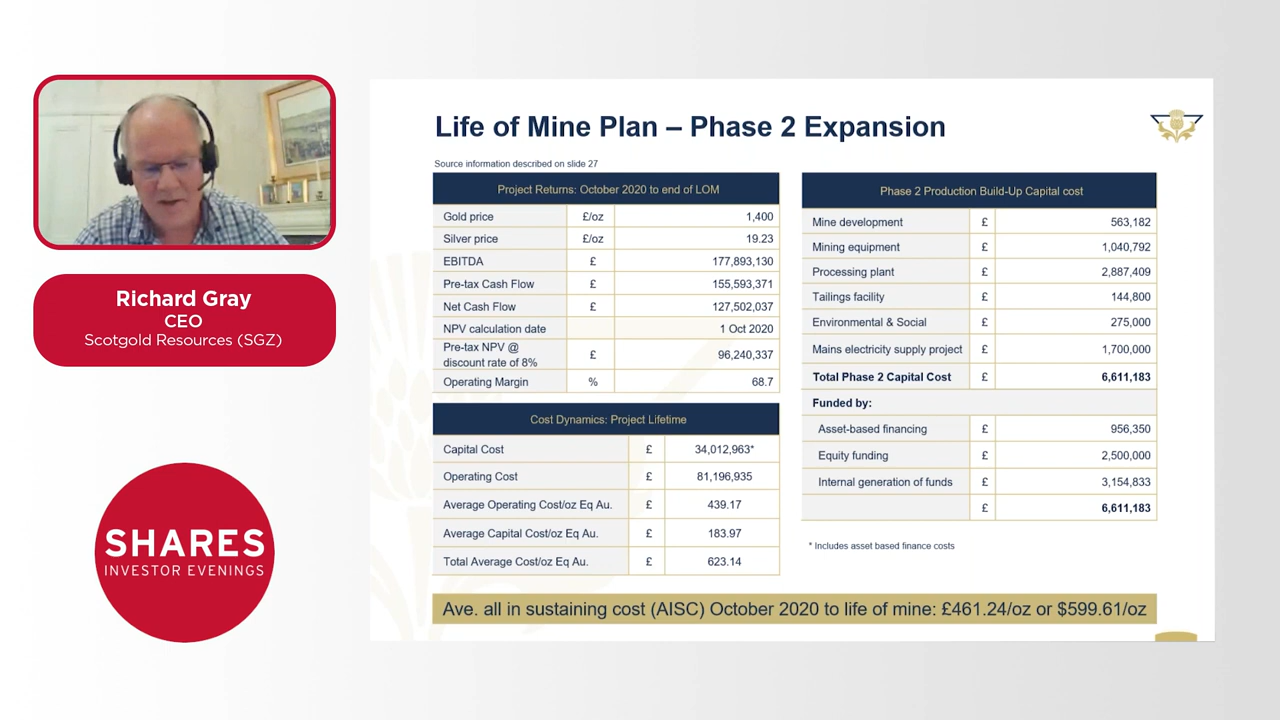 Richard Gray
CEO
Scotgold Resources (SGZ)
SHARES
INVESTOR EVENINGS
Life of Mine Plan – Phase 2 Expansion
Source information described on slide 27
Project Returns: October 2020 to end of LOM
Gold price £/oz 1,400
Silver price £/oz 19.23
EBITDA £ 177,893,130
Pre-tax Cash Flow £ 155,593,371
Net Cash Flow £ 127,502,037
NPV calculation date 1 Oct 2020
Pre-tax NPV @
discount rate of 8% £ 96,240,337
Operating Margin % 68.7
Cost Dynamics: Project Lifetime
Capital Cost £ 34,012,963*
Operating Cost £ 81,196,935
Average Operating Cost/oz Eq Au. £ 439.17
Average Capital Cost/oz Eq Au. £ 183.97
Total Average Cost/oz Eq Au. £ 623.14
Phase 2 Production Build-Up Capital cost
Mine development £ 563,182
Mining equipment £ 1,040,792
Processing plant £ 2,887,409
Tailings facility £ 144,800
Environmental & Social £ 275,000
Mains electricity supply project £ 1,700,000
Total Phase 2 Capital Cost £ 6,611,183
Funded by:
Asset-based financing £ 956,350
Equity funding £ 2,500,000
Internal generation of funds £ 3,154,833
£ 6,611,183
* Includes asset based finance costs
Ave. all in sustaining cost (AISC) October 2020 to life of mine: £461.24/oz or $599.61/oz